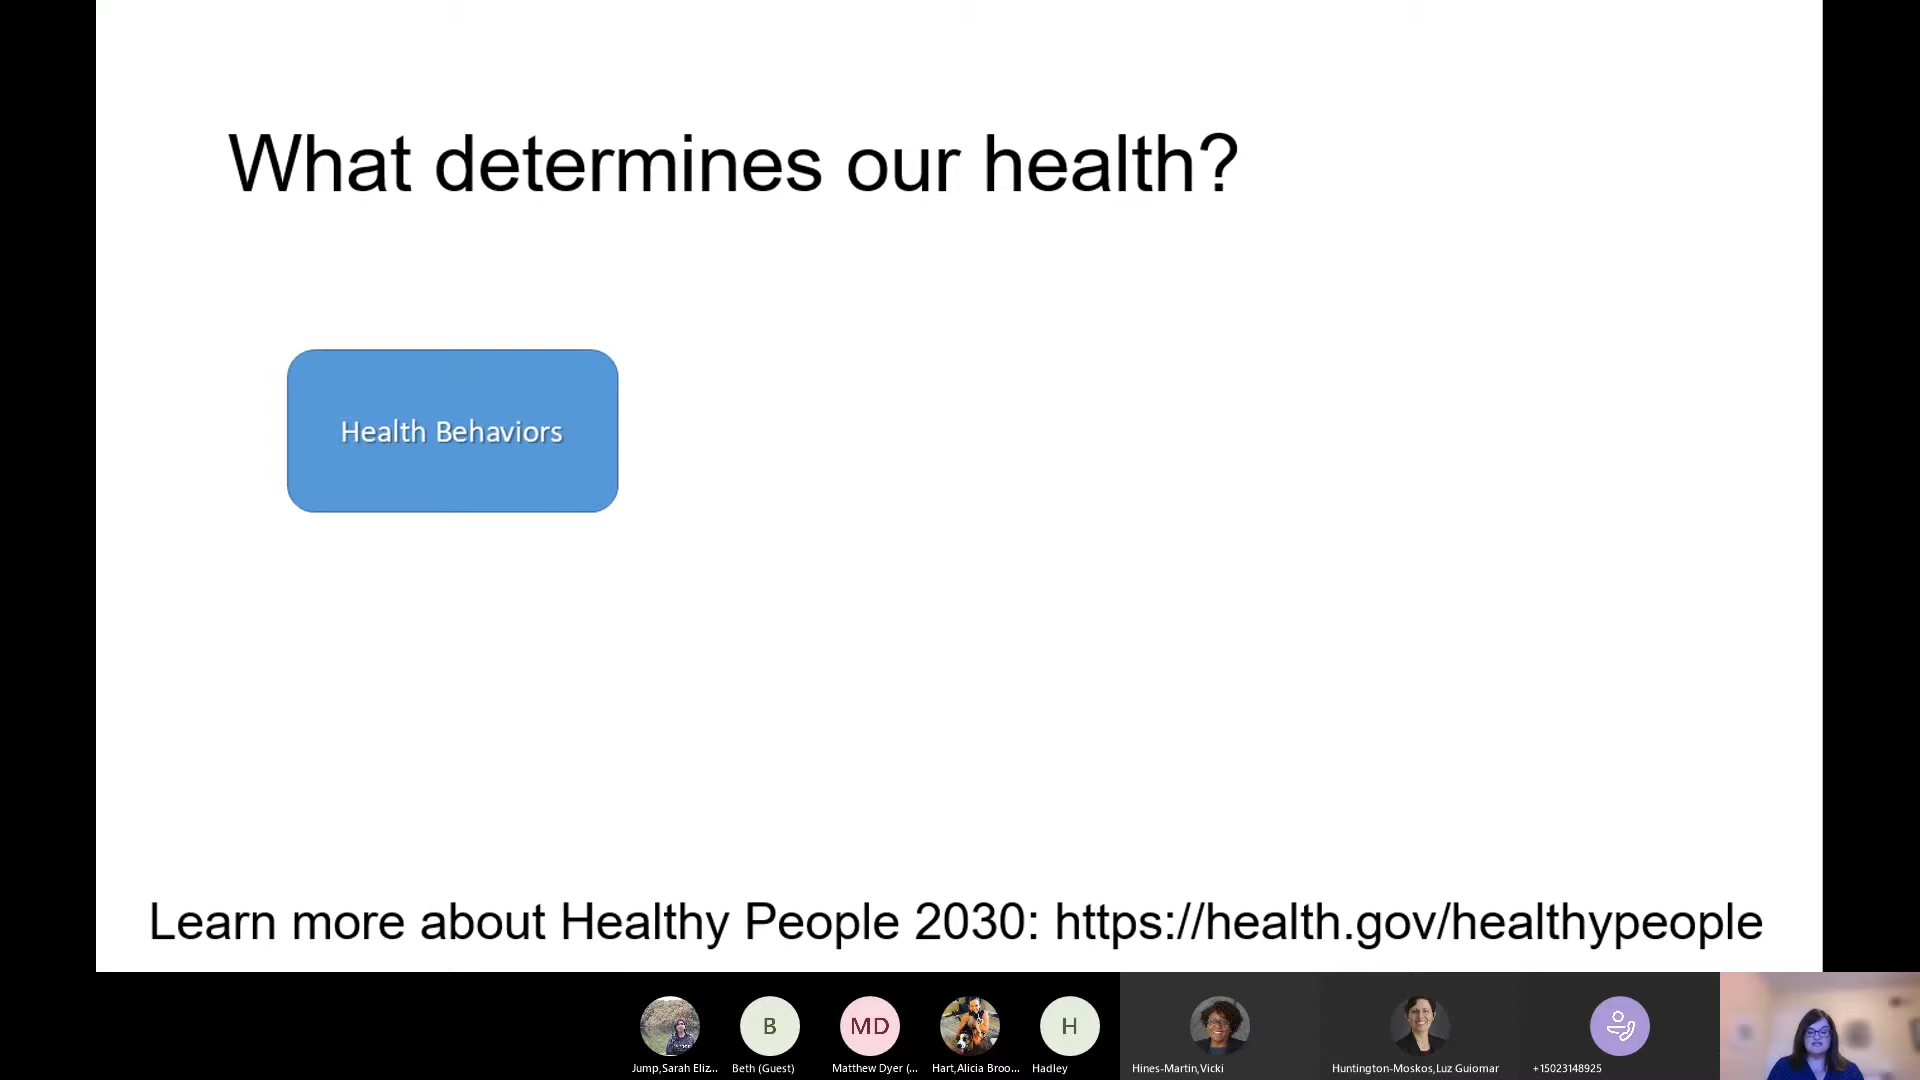 What determines our health?
Health Behaviors
Learn more about Healthy People 2030: https://health.gov/healthypeople
B
MD
H
Jump,Sarah Eliz...
Beth (Guest)
Matthew Dyer (...
Hart,Alicia Broo...
Hadley
Hines-Martin,Vicki
Huntington-Moskos,Luz Guiomar
+15023148925